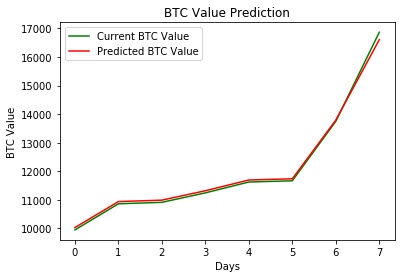 BTC Value Prediction
Current BTC Value
Predicted BTC Value
17000
16000
15000
14000
13000
12000
11000
10000
BTC Value
0 1 2 3 4 5 6 7
Days